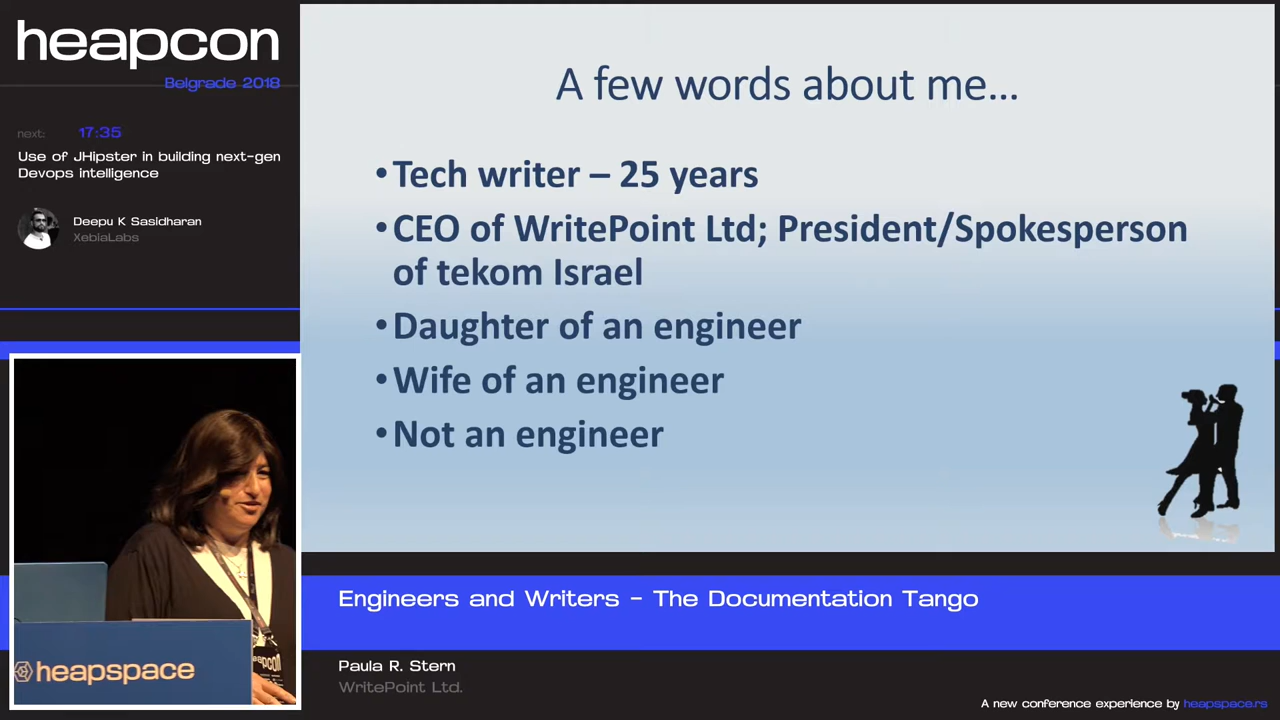 heapcon
Belgrade 2018
next: 17:35
Use of JHipster in building next-gen
Devops intelligence
Deepu K Sasidharan
XebiaLabs
A few words about me…
•Tech writer – 25 years
•CEO of WritePoint Ltd; President/Spokesperson
of tekom Israel
•Daughter of an engineer
•Wife of an engineer
•Not an engineer
heapcon
heapspace
Engineers and Writers - The Documentation Tango
Paula R. Stern
WritePoint Ltd.
A new conference experience by heapspace.rs